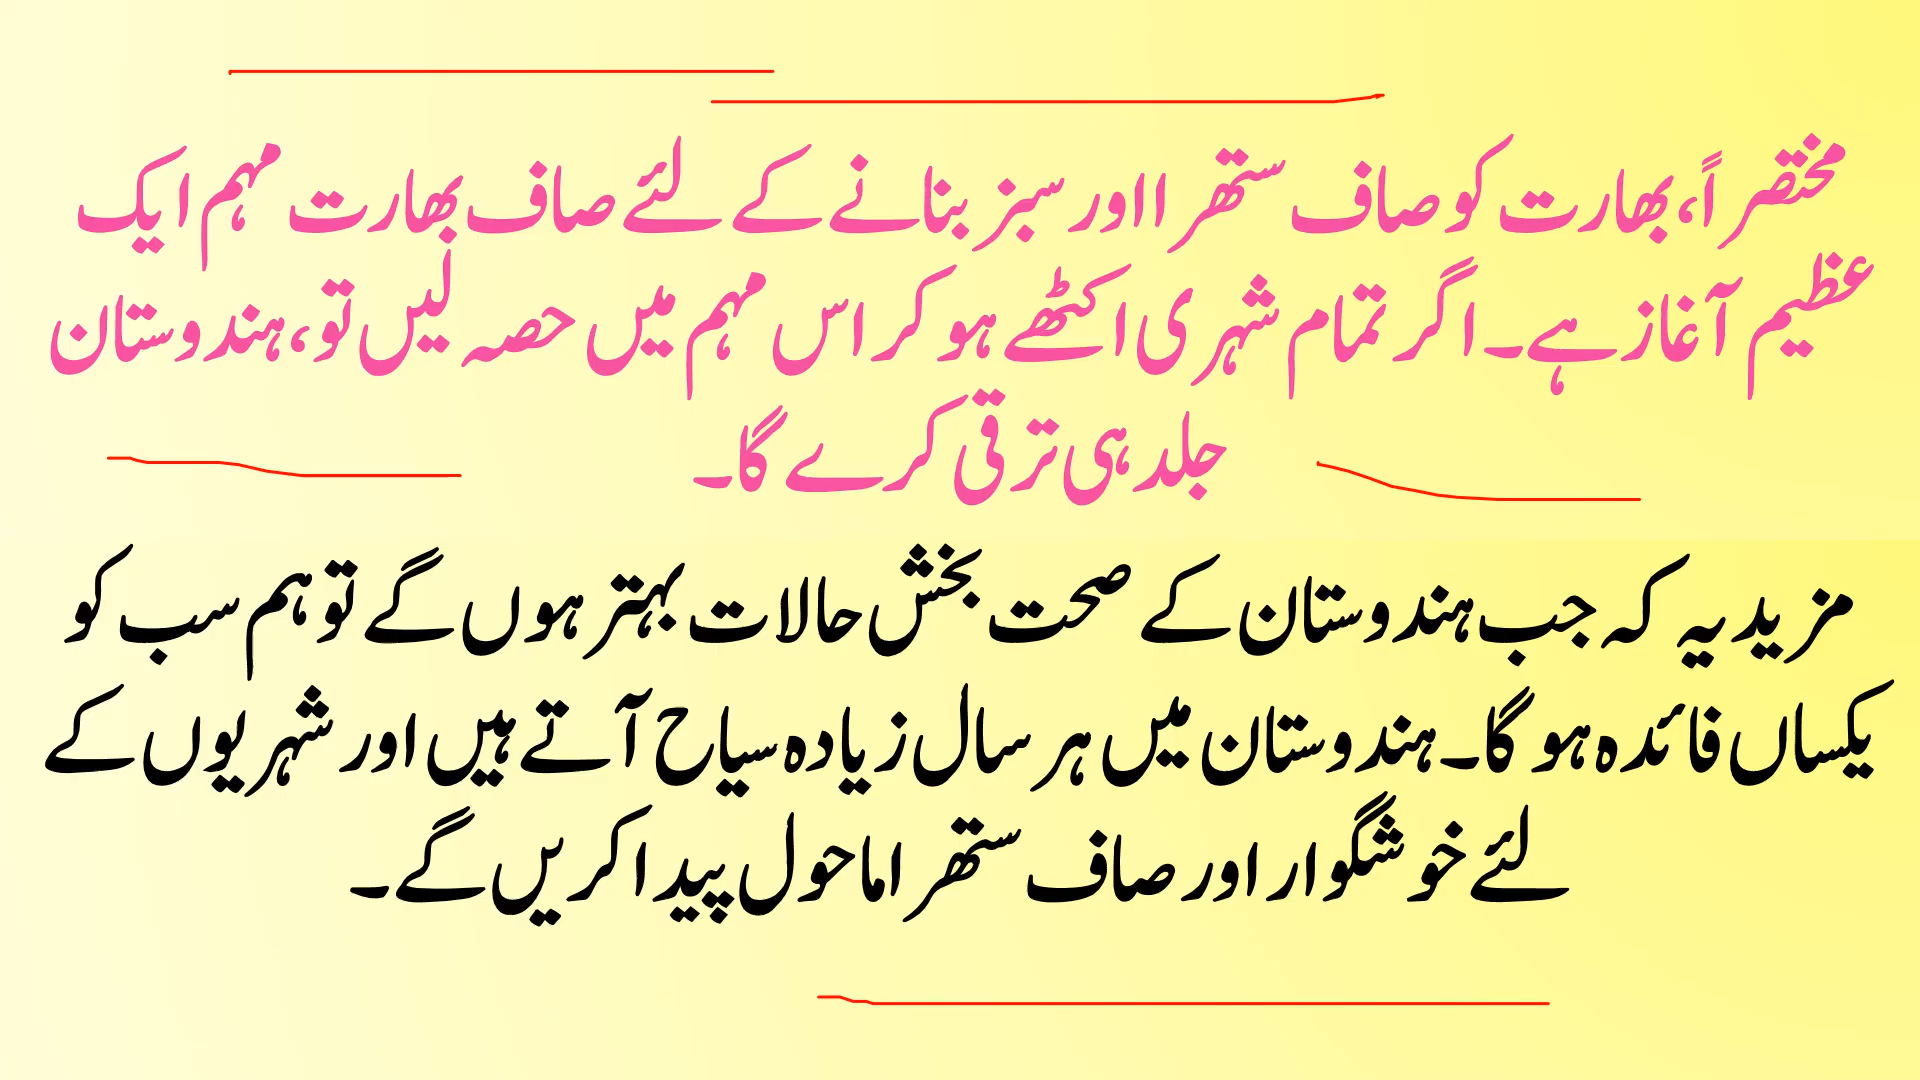 مختصراً، بھارت کو صاف ستھرا اور سبز بنانے کے لئے صاف بھارت مہم ایک
عظیم آغاز ہے۔ اگر تمام شہری اکٹھے ہو کر اس مہم میں حصہ لیں تو، ہندوستان
جلد ہی ترقی کرے گا۔
مزید یہ کہ جب ہندوستان کے صحت بخش حالات بہتر ہوں گے تو ہم سب کو
یکساں فائدہ ہو گا۔ ہندوستان میں ہر سال زیادہ سیاح آتے ہیں اور شہریوں کے
لئے خوشگوار اور صاف ستھرا ماحول پیدا کریں گے۔